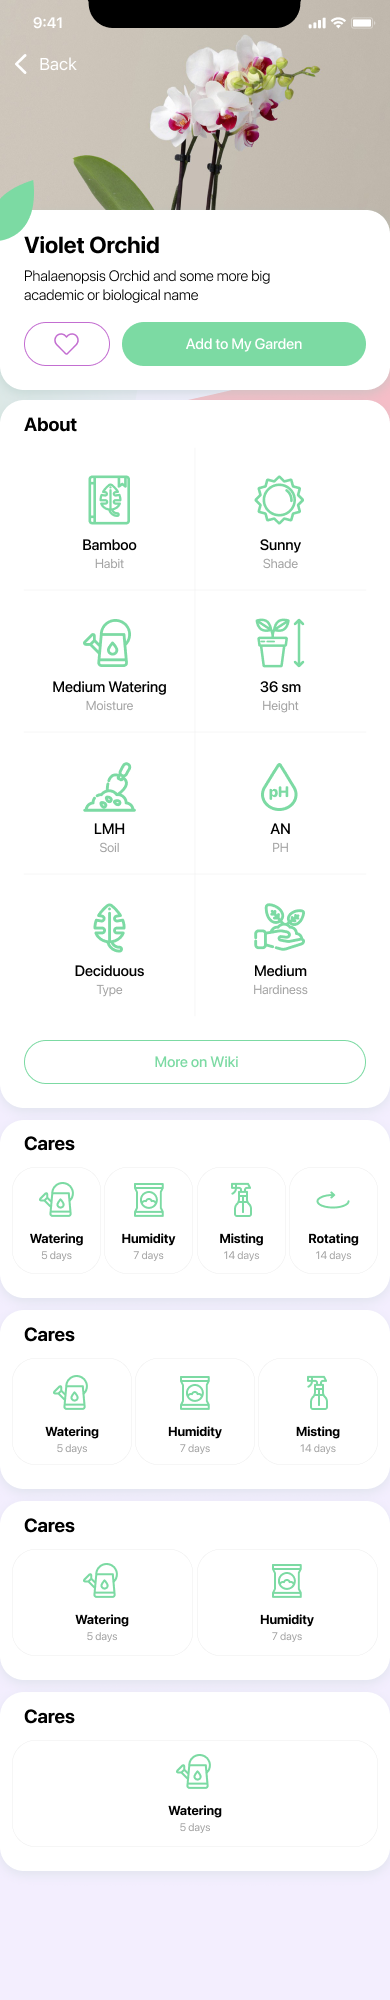 9:41
Back
Violet Orchid
Phalaenopsis Orchid and some more big
academic or biological name
Add to My Garden
About
Bamboo
Habit
Sunny
Shade
Medium Watering
Moisture
36 sm
Height
LMH
Soil
pH
AN
PH
Deciduous
Type
Medium
Hardiness
More on Wiki
Cares
Watering
5 days
Humidity
7 days
Misting
14 days
Rotating
14 days
Cares
Watering
5 days
Humidity
7 days
Misting
14 days
Cares
Watering
5 days
Humidity
7 days
Cares
Watering
5 days